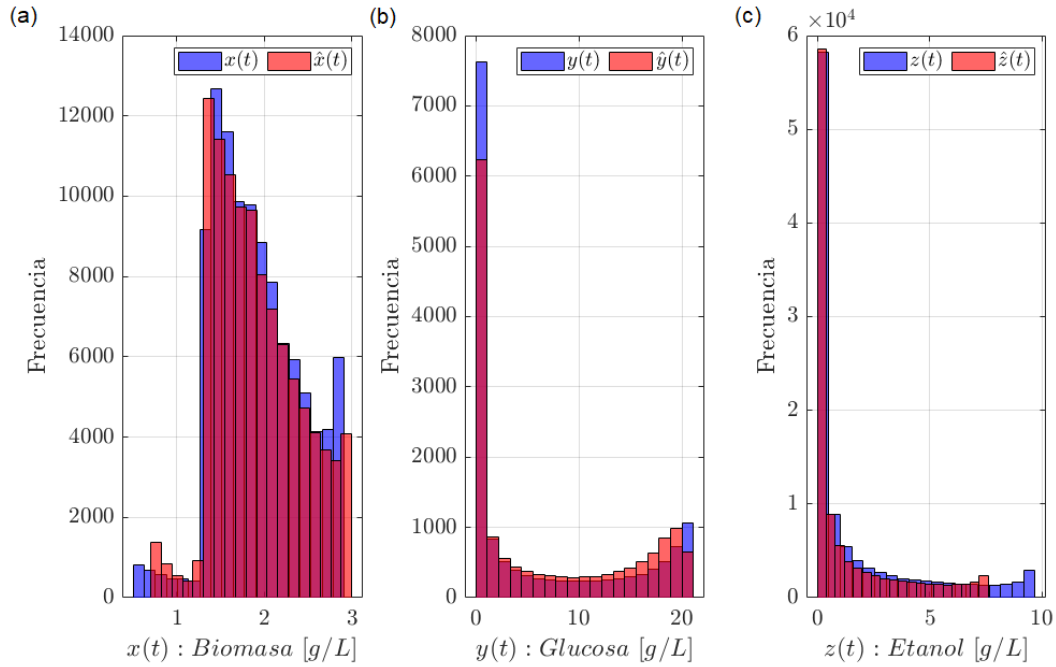 (a)
x(t) x̂(t)
14000
12000
10000
8000
6000
4000
2000
0
Frecuencia
1 2 3
x(t) : Biomasa [g/L]
(b)
y(t) ŷ(t)
8000
7000
6000
5000
4000
3000
2000
1000
0
Frecuencia
0 10 20
y(t) : Glucosa [g/L]
(c)
×10⁴
z(t) ẑ(t)
6
5
4
3
2
1
0
Frecuencia
0 5 10
z(t) : Etanol [g/L]